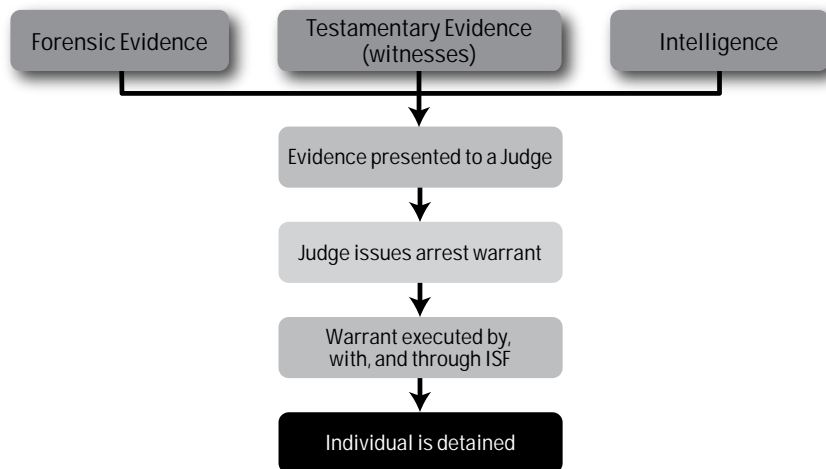 Forensic Evidence
Testamentary Evidence
(witnesses)
Intelligence
Evidence presented to a Judge
Judge issues arrest warrant
Warrant executed by,
with, and through ISF
Individual is detained